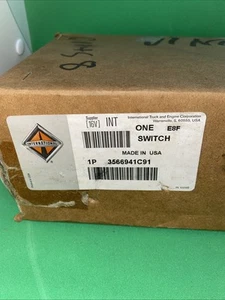 Supplier
(16V) INT
International Truck and Engine Corporation
Warrenville, IL 60555, USA
ONE E8F
SWITCH
MADE IN USA
1P 3566941C91
INTERNATIONAL